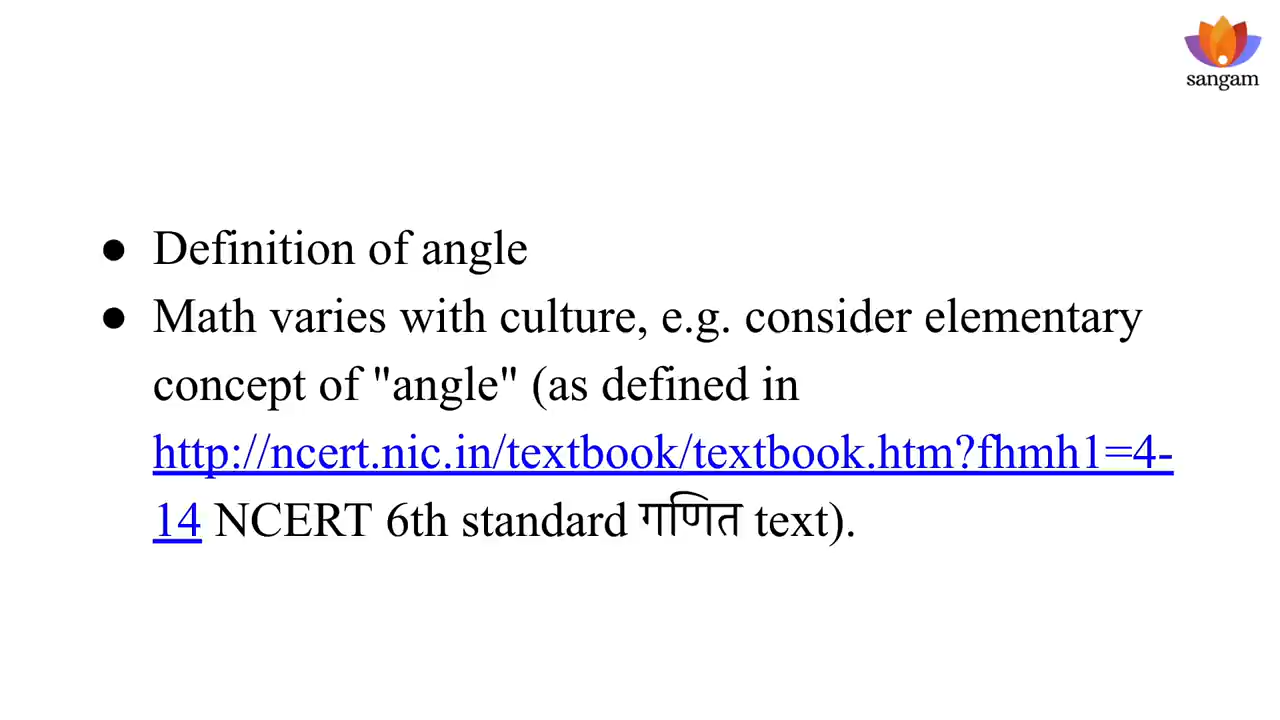 sangam
● Definition of angle
● Math varies with culture, e.g. consider elementary
concept of "angle" (as defined in
http://ncert.nic.in/textbook/textbook.htm?fhmh1=4-
14 NCERT 6th standard गणित text).